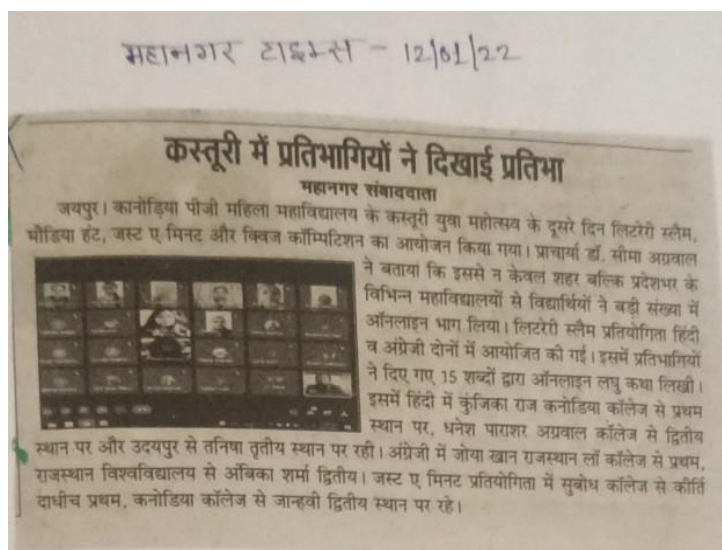 महानगर टाइम्स - 12/01/22
कस्तूरी में प्रतिभागियों ने दिखाई प्रतिभा
महानगर संवाददाता
जयपुर। कानोड़िया पीजी महिला महाविद्यालय के कस्तूरी युवा महोत्सव के दूसरे दिन लिटरेरी स्लैम,
मीडिया हंट, जस्ट ए मिनट और क्विज कॉम्पिटिशन का आयोजन किया गया। प्राचार्या डॉ. सीमा अग्रवाल
ने बताया कि इससे न केवल शहर बल्कि प्रदेशभर के
विभिन्न महाविद्यालयों से विद्यार्थियों ने बड़ी संख्या में
ऑनलाइन भाग लिया। लिटरेरी स्लैम प्रतियोगिता हिंदी
व अंग्रेजी दोनों में आयोजित की गई। इसमें प्रतिभागियों
ने दिए गए 15 शब्दों द्वारा ऑनलाइन लघु कथा लिखी।
इसमें हिंदी में कुंजिका राज कनोडिया कॉलेज से प्रथम
स्थान पर, धनेश पाराशर अग्रवाल कॉलेज से द्वितीय
स्थान पर और उदयपुर से तनिषा तृतीय स्थान पर रही। अंग्रेजी में जोया खान राजस्थान लॉ कॉलेज से प्रथम,
राजस्थान विश्वविद्यालय से अंबिका शर्मा द्वितीय। जस्ट ए मिनट प्रतियोगिता में सुबोध कॉलेज से कीर्ति
दाधीच प्रथम, कनोडिया कॉलेज से जान्हवी द्वितीय स्थान पर रहे।